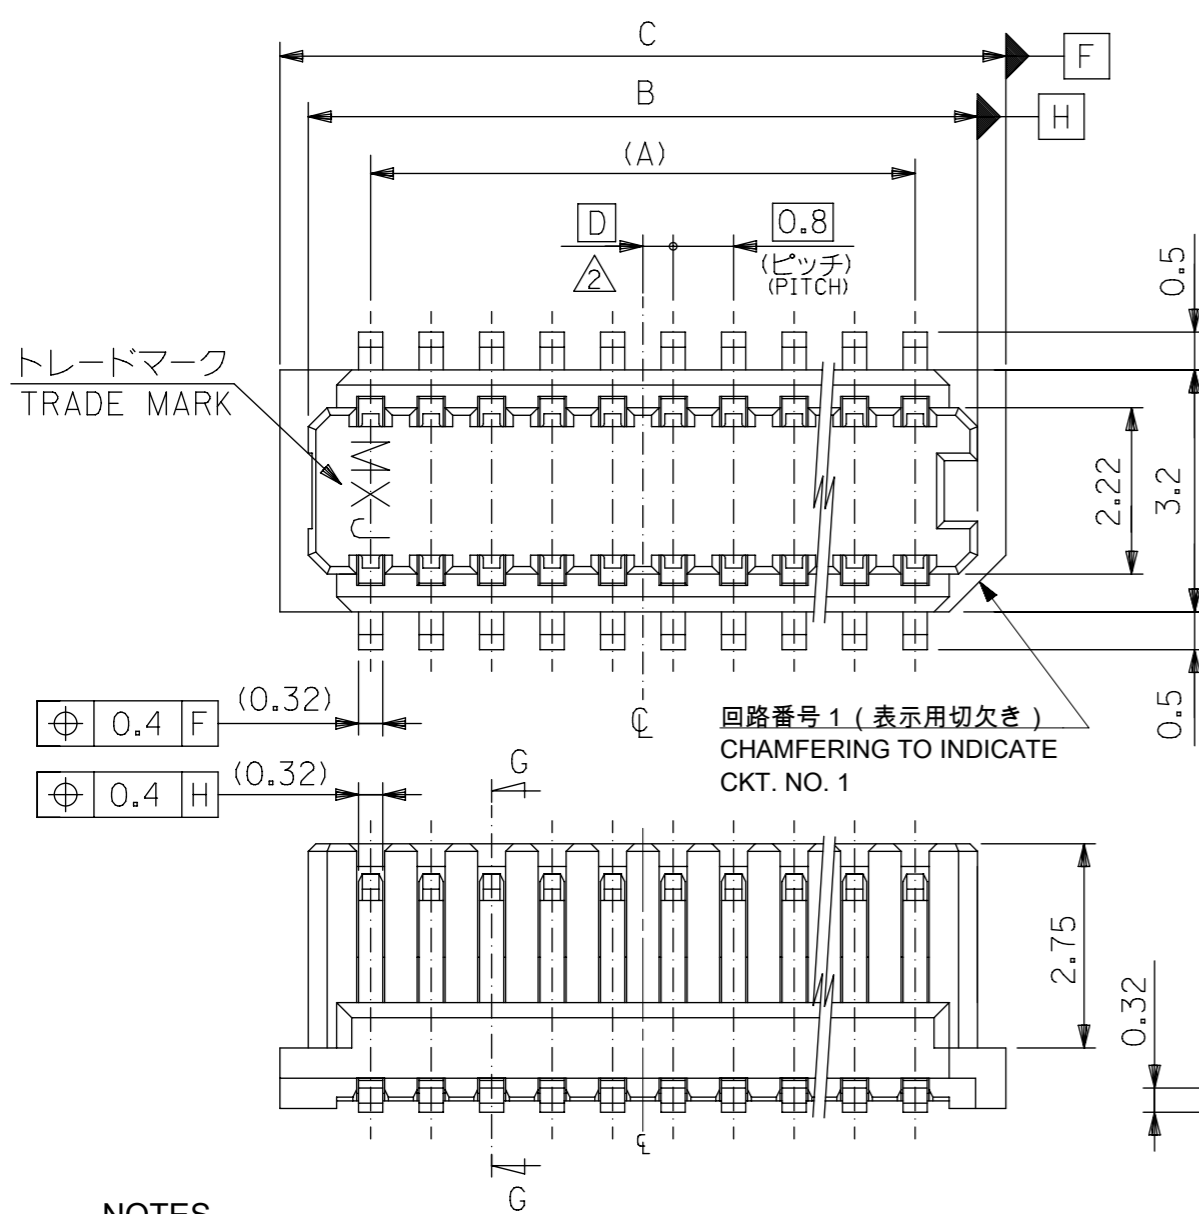 C
F
B
H
(A)
D
0.8
2
(ピッチ)
(PITCH)
0.5
トレードマーク
TRADE MARK
MXJ
2.22
3.2
0.5
(0.32)
⌖ 0.4 F
℄
回路番号 1 ( 表示用切欠き )
CHAMFERING TO INDICATE
CKT. NO. 1
(0.32)
⌖ 0.4 H
G
2.75
0.32
℄
G
NOTES